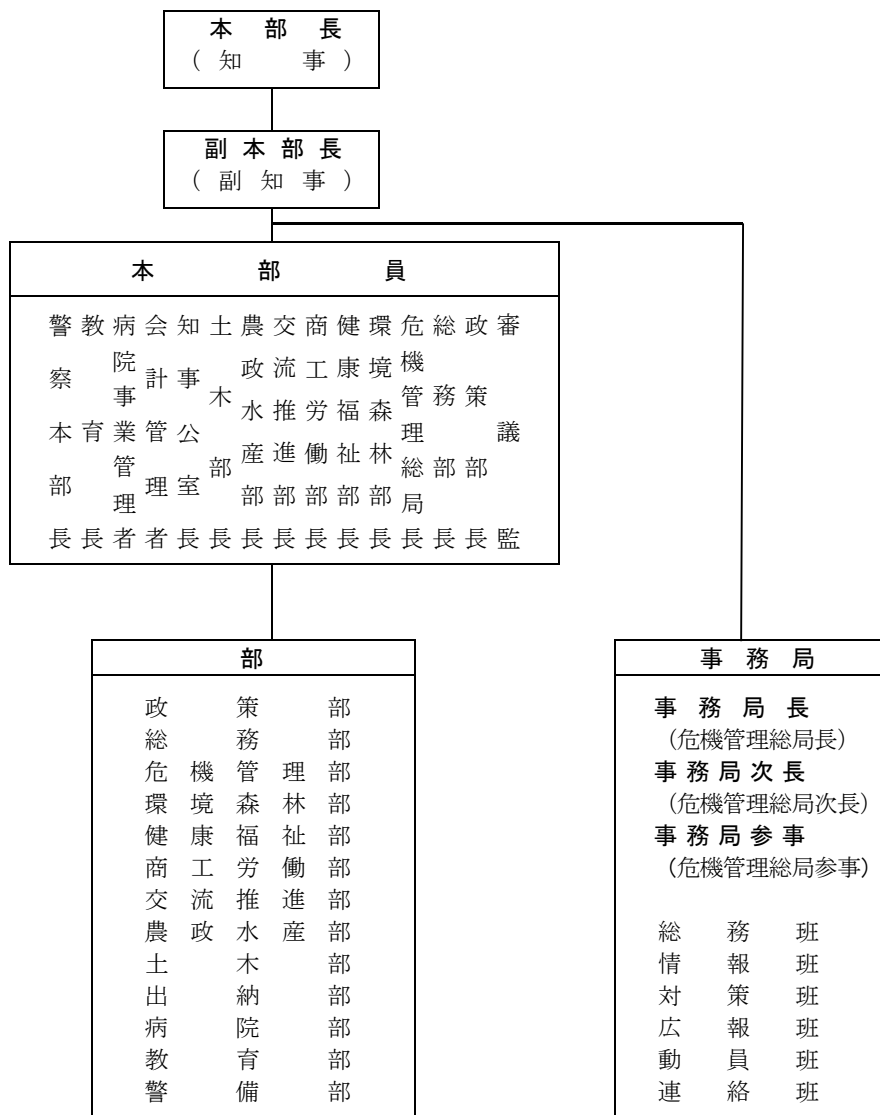 本部長
(知事)
副本部長
(副知事)
本部員
審議監
政策部長
総務部長
危機管理総局長
環境森林部長
健康福祉部長
商工労働部長
交流推進部長
農政水産部長
土木部長
知事公室長
会計管理者
病院事業管理者
教育長
警察本部長
部
政策部
総務部
危機管理部
環境森林部
健康福祉部
商工労働部
交流推進部
農政水産部
土木部
出納部
病院部
教育部
警備部
事務局
事務局長
(危機管理総局長)
事務局次長
(危機管理総局次長)
事務局参事
(危機管理総局参事)
総務班
情報班
対策班
広報班
動員班
連絡班